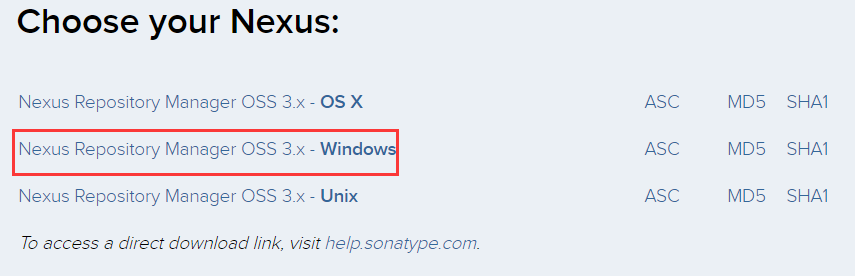 Choose your Nexus:
Nexus Repository Manager OSS 3.x - OS X ASC MD5 SHA1
Nexus Repository Manager OSS 3.x - Windows ASC MD5 SHA1
Nexus Repository Manager OSS 3.x - Unix ASC MD5 SHA1
To access a direct download link, visit help.sonatype.com.